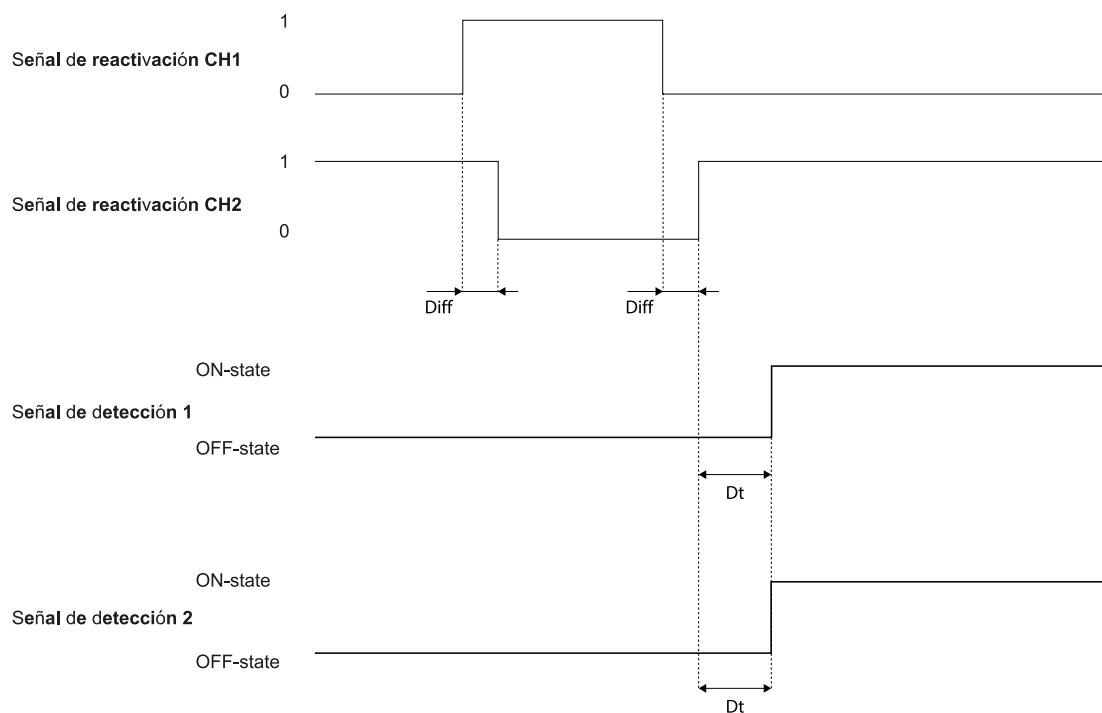 1
Señal de reactivación CH1
0
1
Señal de reactivación CH2
0
Diff Diff
ON-state
Señal de detección 1
OFF-state
Dt
ON-state
Señal de detección 2
OFF-state
Dt